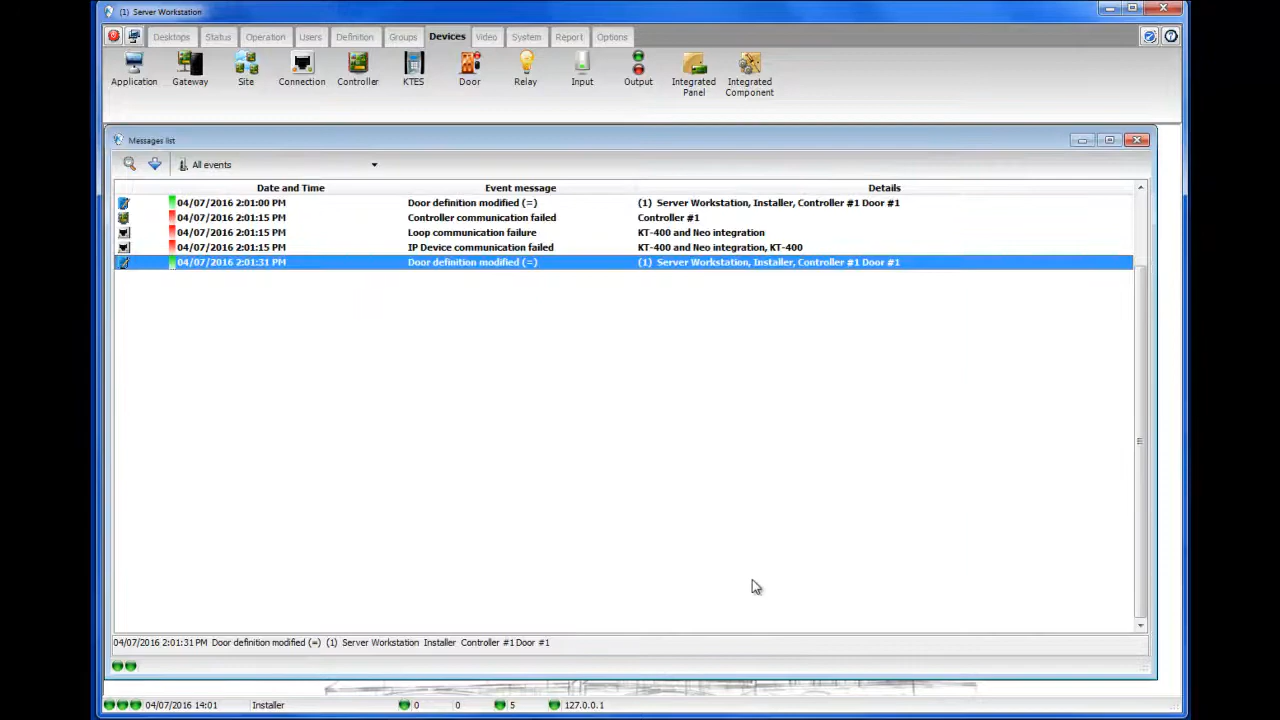 (1) Server Workstation
Desktops Status Operation Users Definition Groups Devices Video System Report Options
Application Gateway Site Connection Controller KTES Door Relay Input Output Integrated Panel Integrated Component
Messages list
All events
Date and Time Event message Details
04/07/2016 2:01:00 PM Door definition modified (=) (1) Server Workstation, Installer, Controller #1 Door #1
04/07/2016 2:01:15 PM Controller communication failed Controller #1
04/07/2016 2:01:15 PM Loop communication failure KT-400 and Neo integration
04/07/2016 2:01:15 PM IP Device communication failed KT-400 and Neo integration, KT-400
04/07/2016 2:01:31 PM Door definition modified (=) (1) Server Workstation, Installer, Controller #1 Door #1
04/07/2016 2:01:31 PM Door definition modified (=) (1) Server Workstation Installer Controller #1 Door #1
04/07/2016 14:01 Installer 0 0 5 127.0.0.1